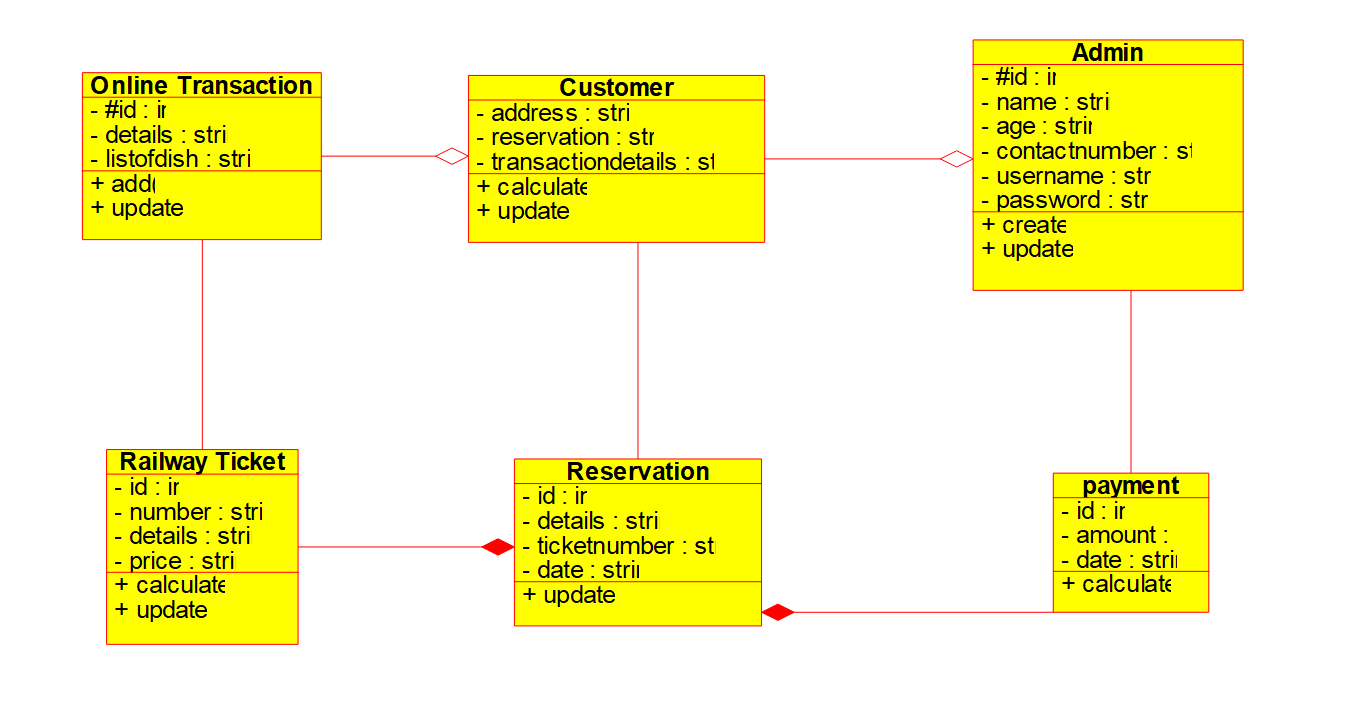 Online Transaction
- #id : ir
- details : stri
- listofdish : stri
+ add(
+ update
Customer
- address : stri
- reservation : str
- transactiondetails : st
+ calculate
+ update
Admin
- #id : ir
- name : stri
- age : strir
- contactnumber : st
- username : str
- password : str
+ create
+ update
Railway Ticket
- id : ir
- number : stri
- details : stri
- price : stri
+ calculate
+ update
Reservation
- id : ir
- details : stri
- ticketnumber : st
- date : strii
+ update
payment
- id : ir
- amount :
- date : strii
+ calculate